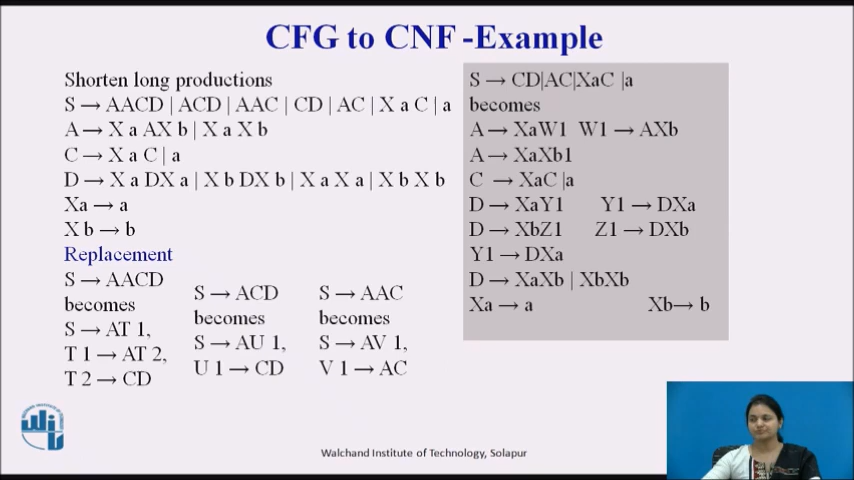 CFG to CNF -Example
Shorten long productions
S → AACD | ACD | AAC | CD | AC | X a C | a
A → X a AX b | X a X b
C → X a C | a
D → X a DX a | X b DX b | X a X a | X b X b
Xa → a
X b → b
Replacement
S → AACD
becomes
S → AT 1,
T 1 → AT 2,
T 2 → CD
S → ACD
becomes
S → AU 1,
U 1 → CD
S → AAC
becomes
S → AV 1,
V 1 → AC
S → CD|AC|XaC |a
becomes
A → XaW1 W1 → AXb
A → XaXb1
C → XaC |a
D → XaY1 Y1 → DXa
D → XbZ1 Z1 → DXb
Y1 → DXa
D → XaXb | XbXb
Xa → a Xb→ b
Walchand Institute of Technology, Solapur